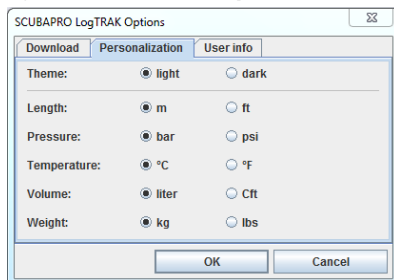 SCUBAPRO LogTRAK Options
Download Personalization User info
Theme: light dark
Length: m ft
Pressure: bar psi
Temperature: °C °F
Volume: liter Cft
Weight: kg lbs
OK Cancel